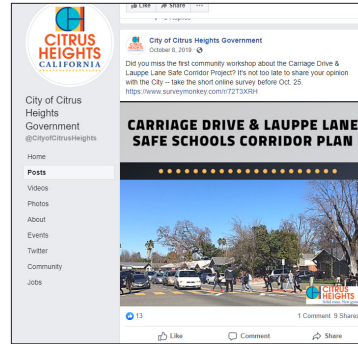 Like
Share
CITRUS
HEIGHTS
CALIFORNIA
City of Citrus
Heights
Government
@CityofCitrusHeights
Home
Posts
Videos
Photos
About
Events
Twitter
Community
Jobs
City of Citrus Heights Government
October 8, 2019
Did you miss the first community workshop about the Carriage Drive &
Lauppe Lane Safe Corridor Project? It's not too late to share your opinion
with the City -- take the short online survey before Oct. 25.
https://www.surveymonkey.com/r/72T3XRH
CARRIAGE DRIVE & LAUPPE LANE
SAFE SCHOOLS CORRIDOR PLAN
CITRUS
HEIGHTS
13
1 Comment 9 Shares
Like Comment Share